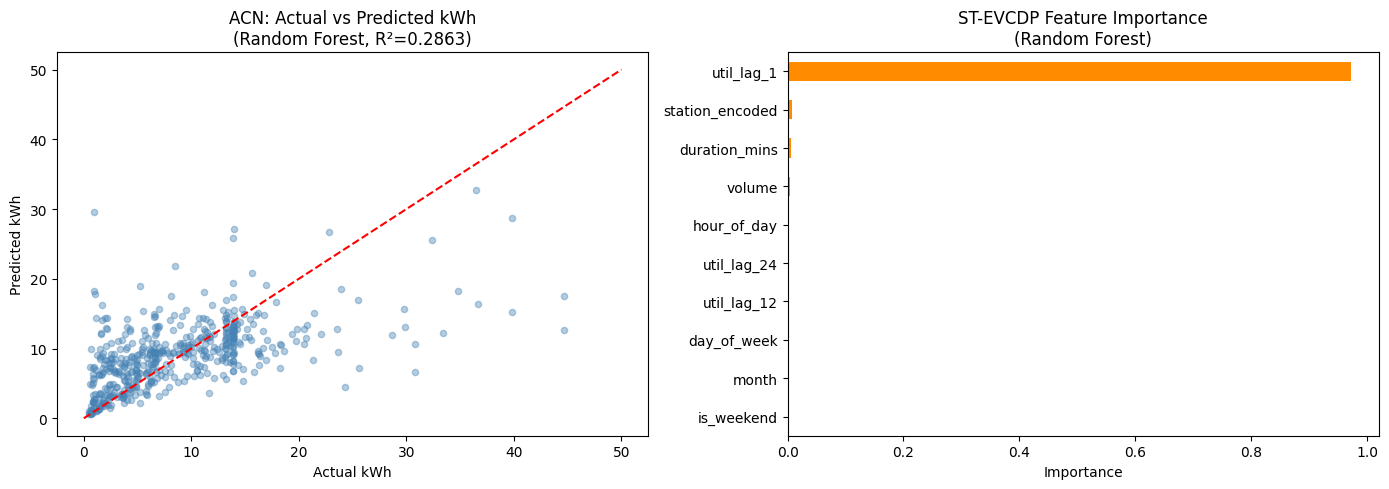 ACN: Actual vs Predicted kWh
(Random Forest, R²=0.2863)
50
40
30
20
10
0
Predicted kWh
0 10 20 30 40 50
Actual kWh
ST-EVCDP Feature Importance
(Random Forest)
util_lag_1
station_encoded
duration_mins
volume
hour_of_day
util_lag_24
util_lag_12
day_of_week
month
is_weekend
0.0 0.2 0.4 0.6 0.8 1.0
Importance